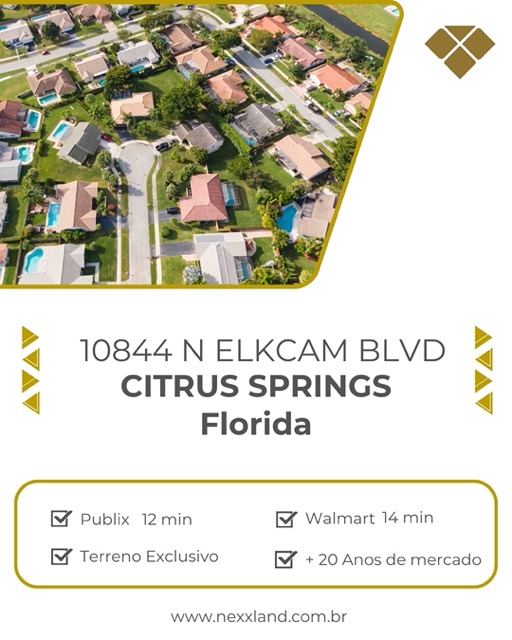 10844 N ELKCAM BLVD
CITRUS SPRINGS
Florida
Publix 12 min
Walmart 14 min
Terreno Exclusivo
+ 20 Anos de mercado
www.nexxland.com.br